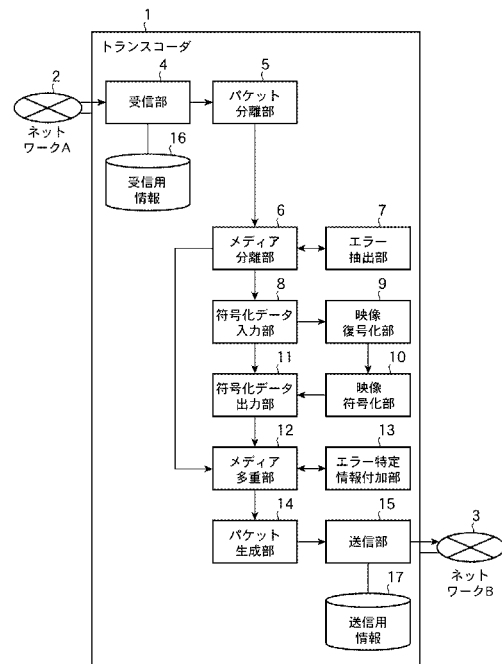 1
トランスコーダ
2
4
5
受信部
パケット
分離部
ネット
ワークA
16
受信用
情報
6
7
メディア
分離部
エラー
抽出部
8
9
符号化データ
入力部
映像
復号化部
11
10
符号化データ
出力部
映像
符号化部
12
13
メディア
多重部
エラー特定
情報付加部
14
15
3
パケット
生成部
送信部
ネット
ワークB
17
送信用
情報